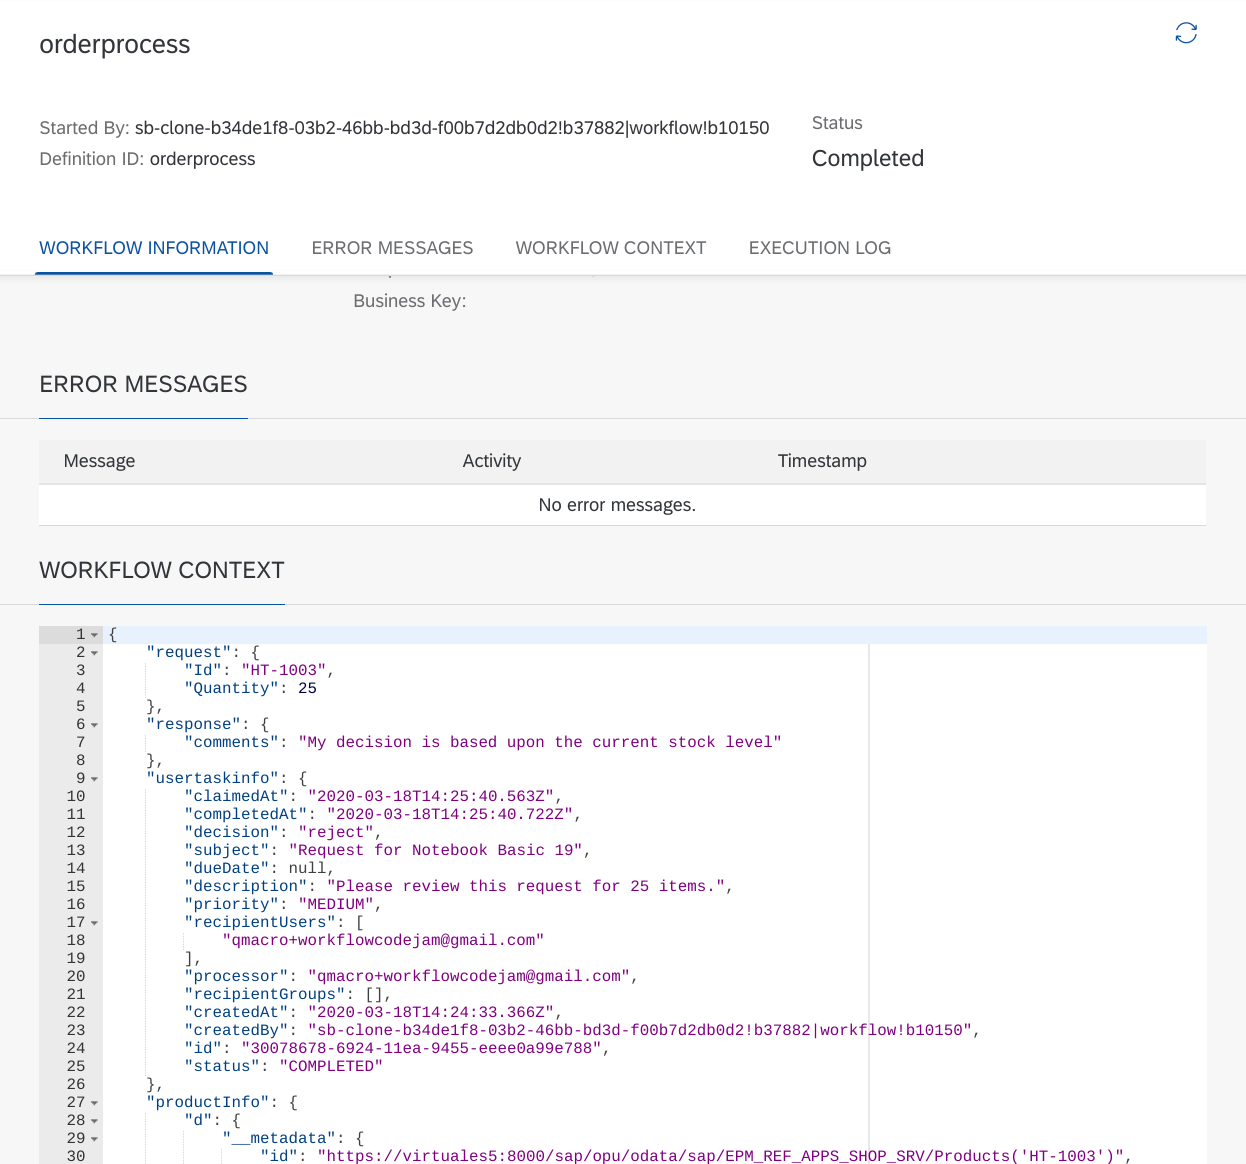 orderprocess
Started By: sb-clone-b34de1f8-03b2-46bb-bd3d-f00b7d2db0d2!b37882|workflow!b10150
Status
Definition ID: orderprocess
Completed
WORKFLOW INFORMATION ERROR MESSAGES WORKFLOW CONTEXT EXECUTION LOG
Business Key:
ERROR MESSAGES
Message Activity Timestamp
No error messages.
WORKFLOW CONTEXT
1 {
2 "request": {
3 "Id": "HT-1003",
4 "Quantity": 25
5 },
6 "response": {
7 "comments": "My decision is based upon the current stock level"
8 },
9 "usertaskinfo": {
10 "claimedAt": "2020-03-18T14:25:40.563Z",
11 "completedAt": "2020-03-18T14:25:40.722Z",
12 "decision": "reject",
13 "subject": "Request for Notebook Basic 19",
14 "dueDate": null,
15 "description": "Please review this request for 25 items.",
16 "priority": "MEDIUM",
17 "recipientUsers": [
18 "qmacro+workflowcodejam@gmail.com"
19 ],
20 "processor": "qmacro+workflowcodejam@gmail.com",
21 "recipientGroups": [],
22 "createdAt": "2020-03-18T14:24:33.366Z",
23 "createdBy": "sb-clone-b34de1f8-03b2-46bb-bd3d-f00b7d2db0d2!b37882|workflow!b10150",
24 "id": "30078678-6924-11ea-9455-eeee0a99e788",
25 "status": "COMPLETED"
26 },
27 "productInfo": {
28 "d": {
29 "__metadata": {
30 "id": "https://virtuales5:8000/sap/opu/odata/sap/EPM_REF_APPS_SHOP_SRV/Products('HT-1003')",